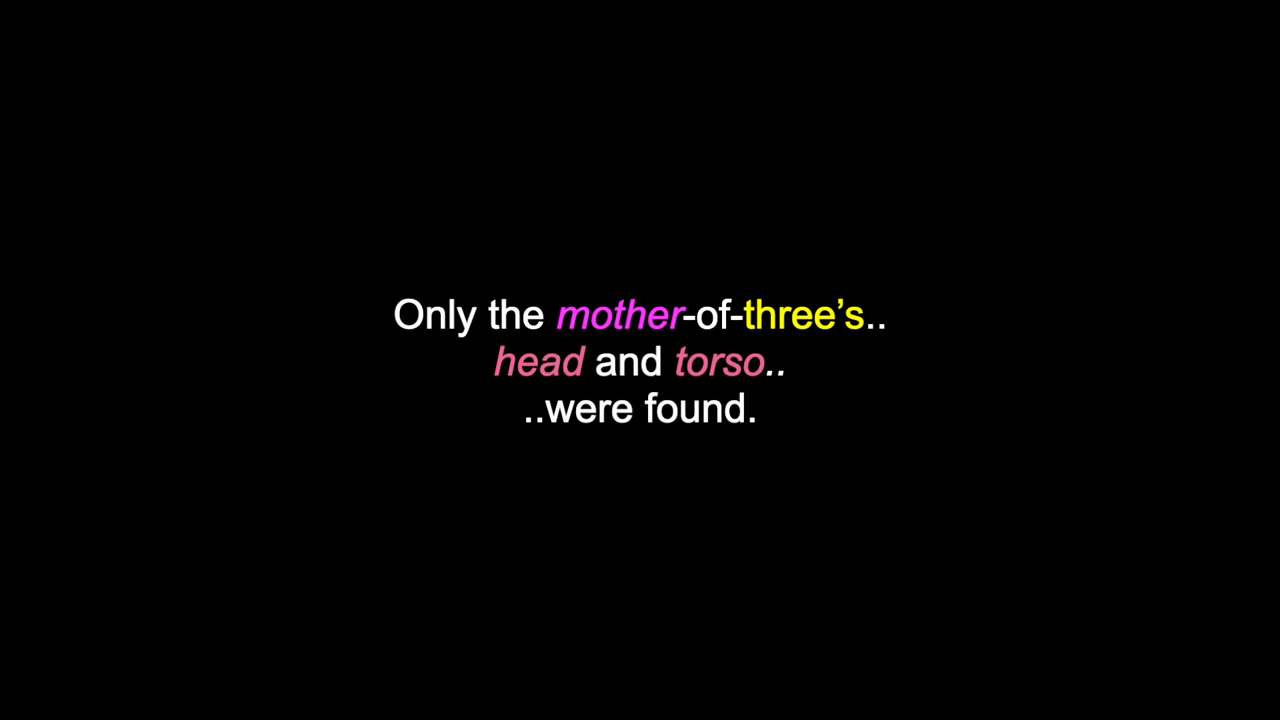 Only the mother-of-three’s..
head and torso..
..were found.